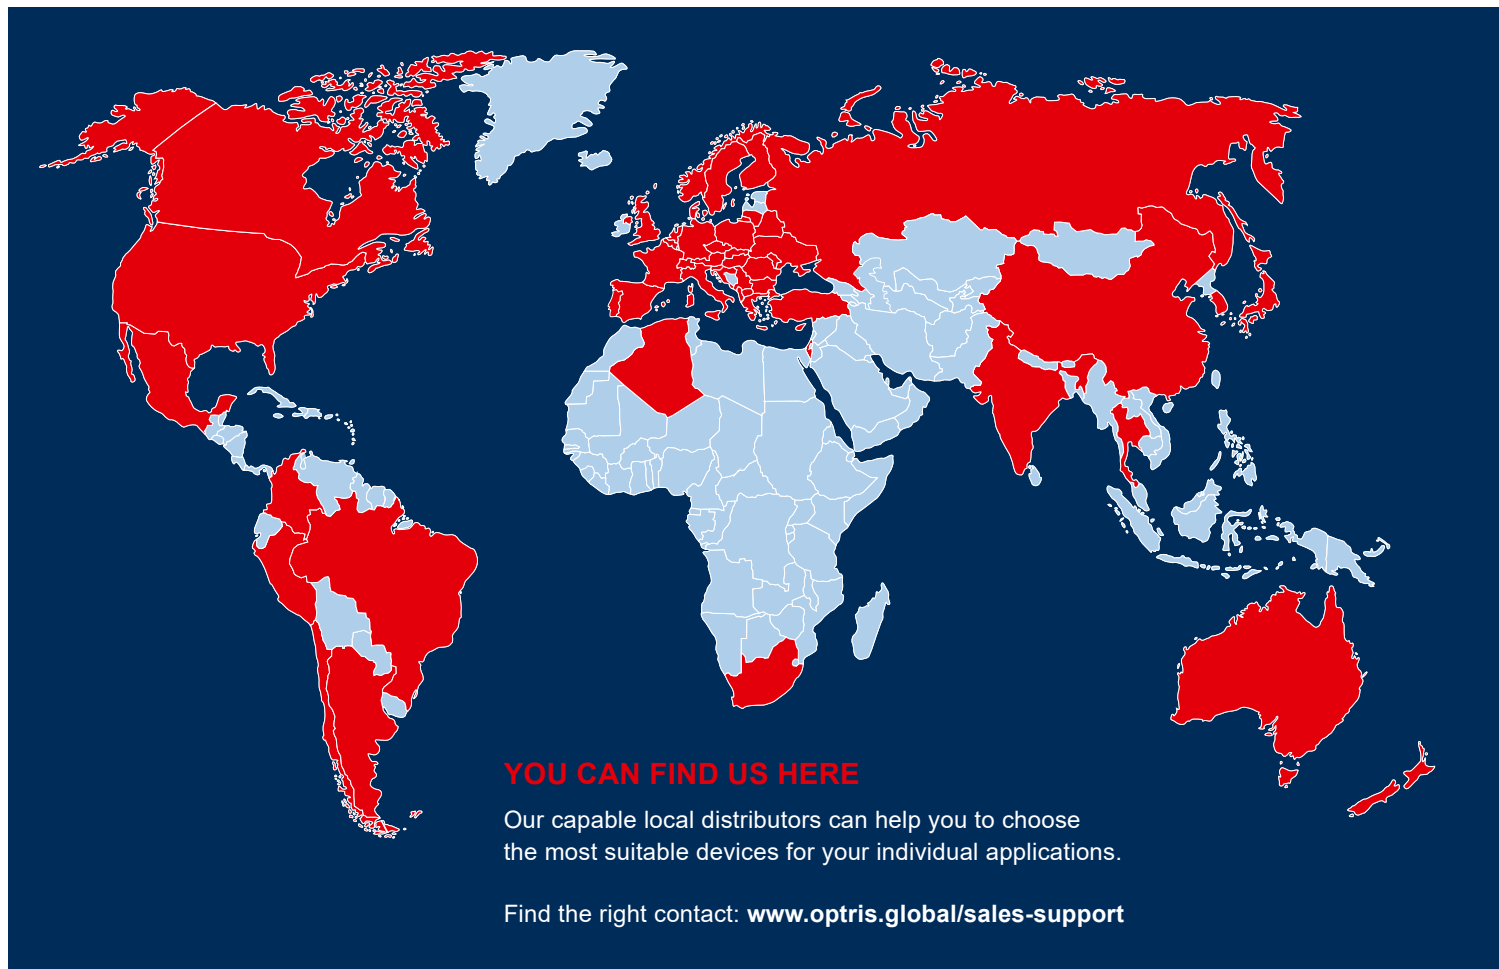 YOU CAN FIND US HERE
Our capable local distributors can help you to choose
the most suitable devices for your individual applications.
Find the right contact: www.optris.global/sales-support